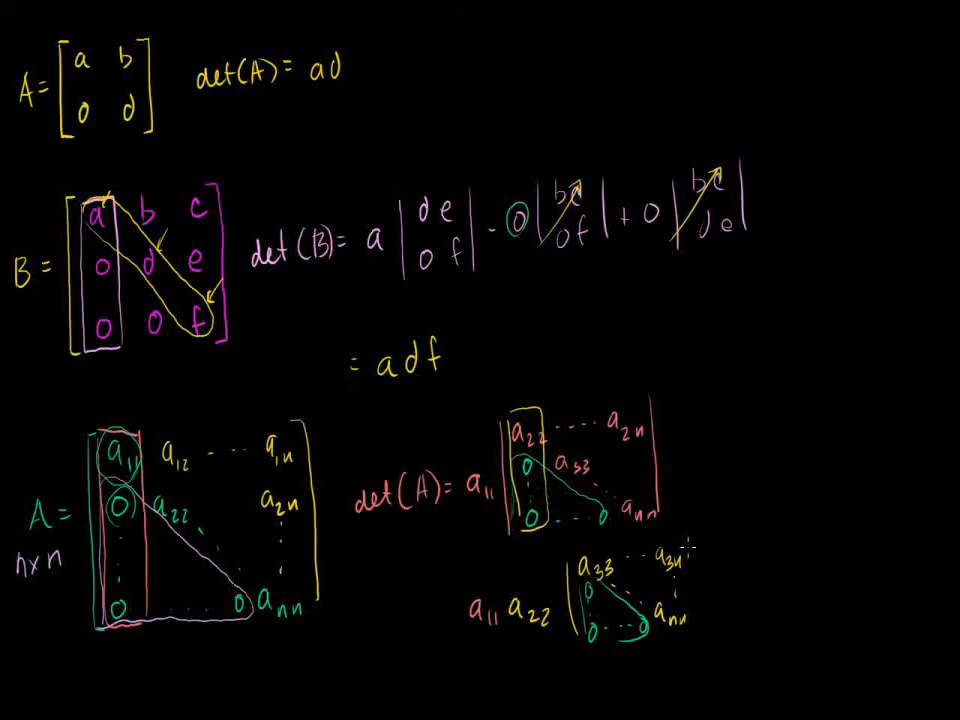 A = [ a b det(A) = ad
0 d ]
B = [ a b c
0 d e
0 0 f ]
det(B) = a | d e | - 0 | b c | + 0 | b c |
| 0 f | | 0 f | | d e |
= a d f
A = [ a₁₁ a₁₂ · · · · a₁n
0 a₂₂ a₂n
0 · · · · 0 ann ]
n×n
det(A) = a₁₁ | a₂₂ · · · · a₂n |
| 0 a₃₃ |
| 0 · · · 0 ann |
a₁₁ a₂₂ | a₃₃ · · · a₃n
0
0 · · · 0 ann